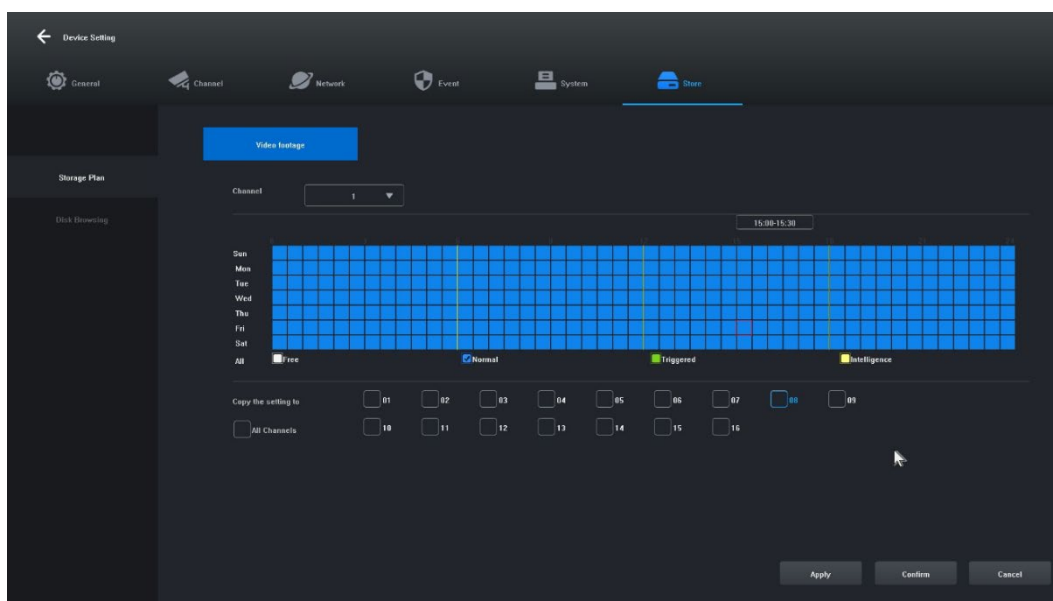 Device Setting
General Channel Network Event System Store
Video footage
Storage Plan
Channel 1
Disk Browsing
15:00-15:30
Sun
Mon
Tue
Wed
Thu
Fri
Sat
All Free Normal Triggered Intelligence
Copy the setting to 01 02 03 04 05 06 07 08 09
All Channels 10 11 12 13 14 15 16
Apply Confirm Cancel